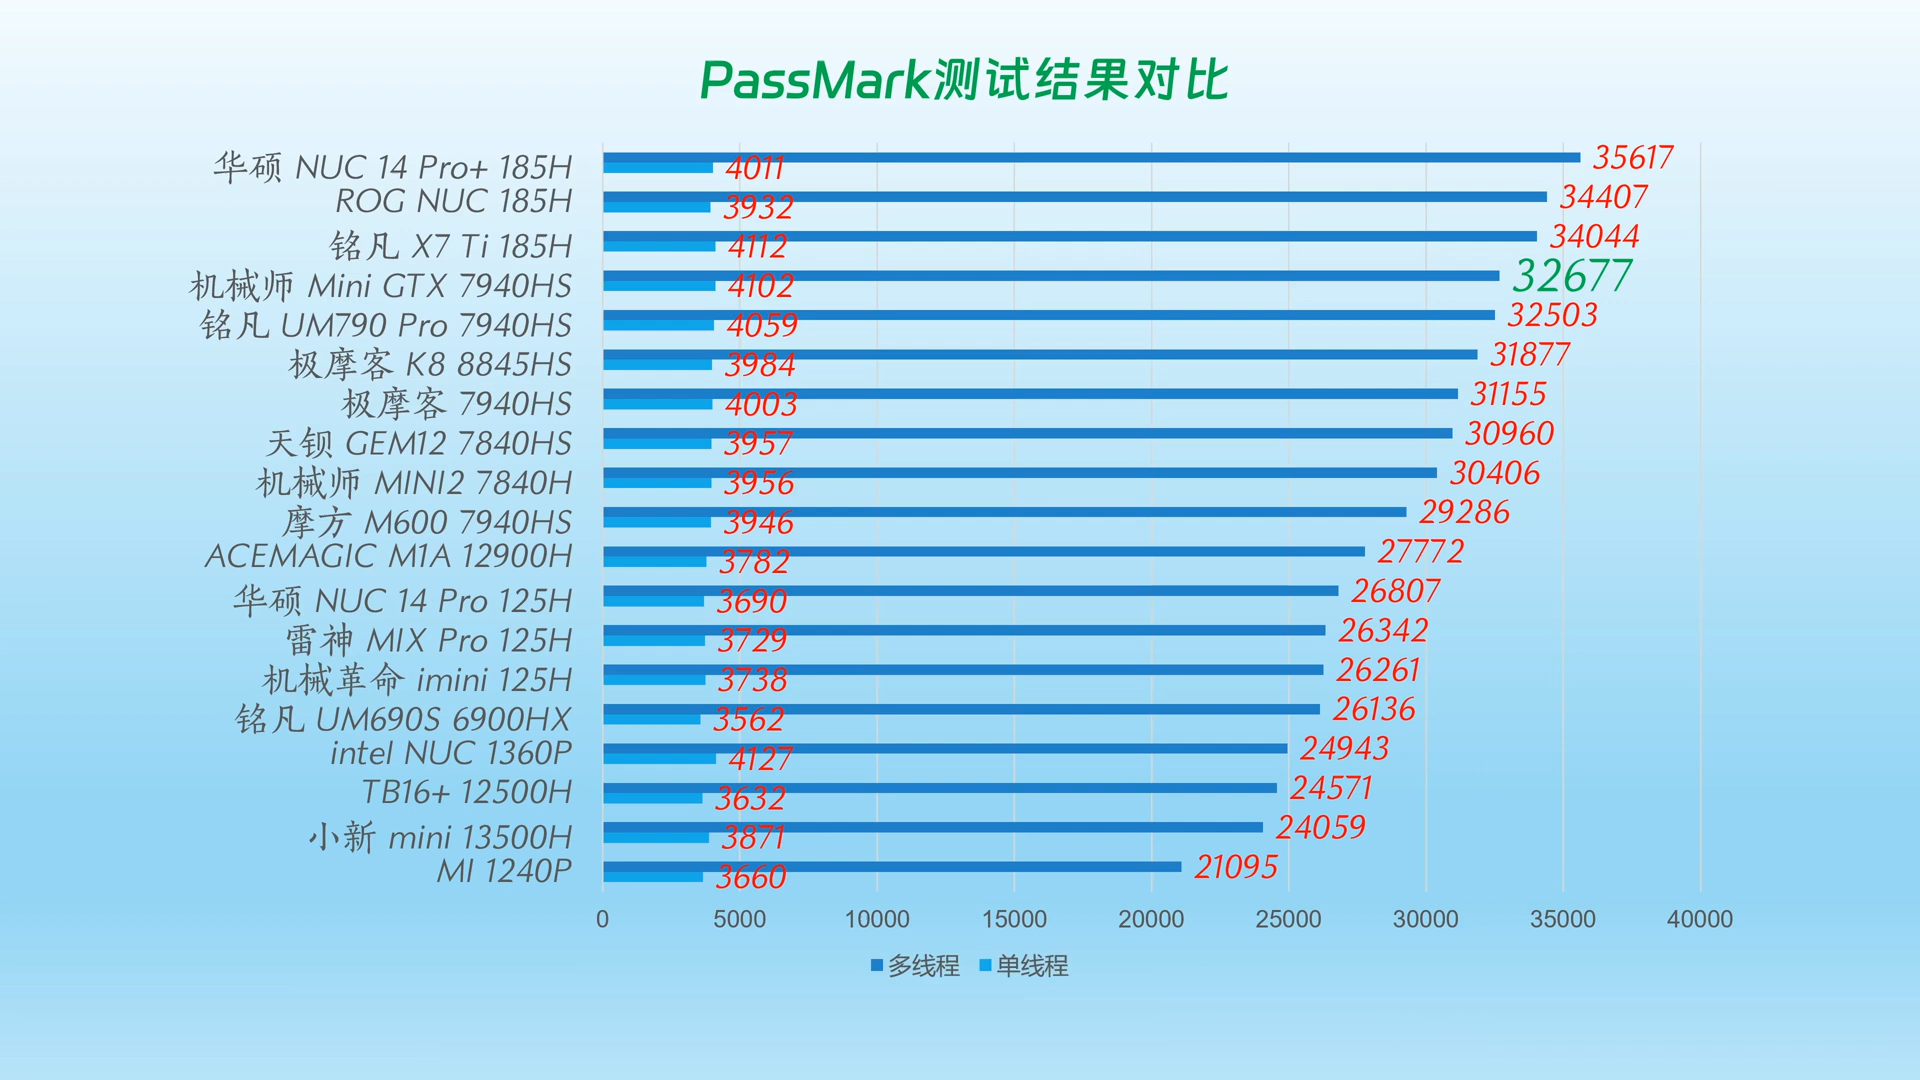 PassMark测试结果对比
华硕 NUC 14 Pro+ 185H 35617 4011
ROG NUC 185H 34407 3932
铭凡 X7 Ti 185H 34044 4112
机械师 Mini GTX 7940HS 32677 4102
铭凡 UM790 Pro 7940HS 32503 4059
极摩客 K8 8845HS 31877 3984
极摩客 7940HS 31155 4003
天钡 GEM12 7840HS 30960 3957
机械师 MINI2 7840H 30406 3956
摩方 M600 7940HS 29286 3946
ACEMAGIC M1A 12900H 27772 3782
华硕 NUC 14 Pro 125H 26807 3690
雷神 MIX Pro 125H 26342 3729
机械革命 imini 125H 26261 3738
铭凡 UM690S 6900HX 26136 3562
intel NUC 1360P 24943 4127
TB16+ 12500H 24571 3632
小新 mini 13500H 24059 3871
MI 1240P 21095 3660
0 5000 10000 15000 20000 25000 30000 35000 40000
多线程 单线程